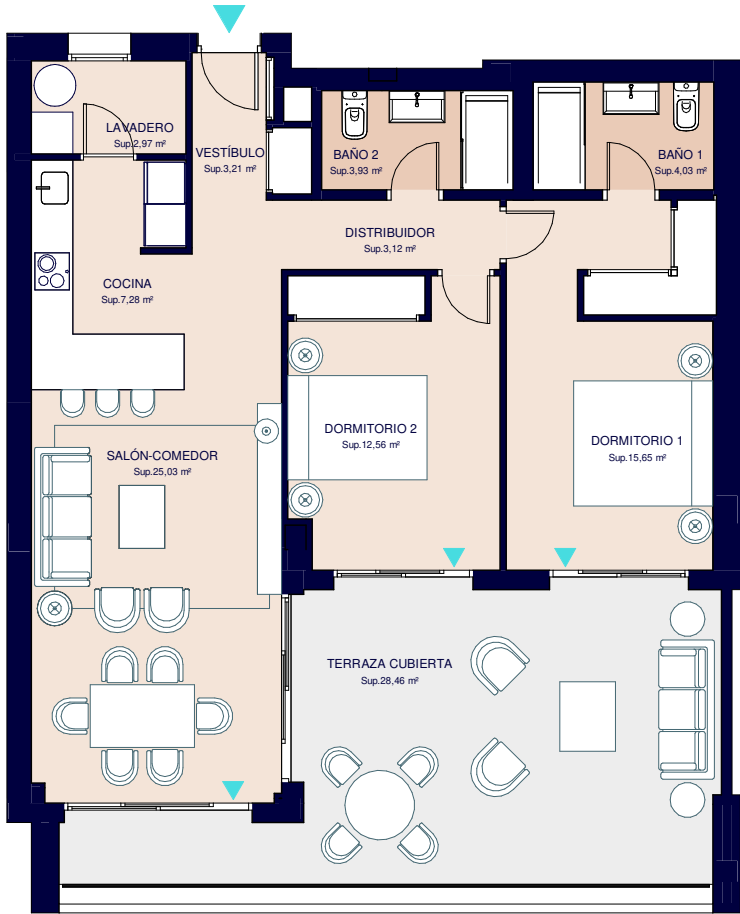 LAVADERO
Sup.2,97 m²
VESTÍBULO
Sup.3,21 m²
BAÑO 2
Sup.3,93 m²
BAÑO 1
Sup.4,03 m²
DISTRIBUIDOR
Sup.3,12 m²
COCINA
Sup.7,28 m²
DORMITORIO 2
Sup.12,56 m²
DORMITORIO 1
Sup.15,65 m²
SALÓN-COMEDOR
Sup.25,03 m²
TERRAZA CUBIERTA
Sup.28,46 m²